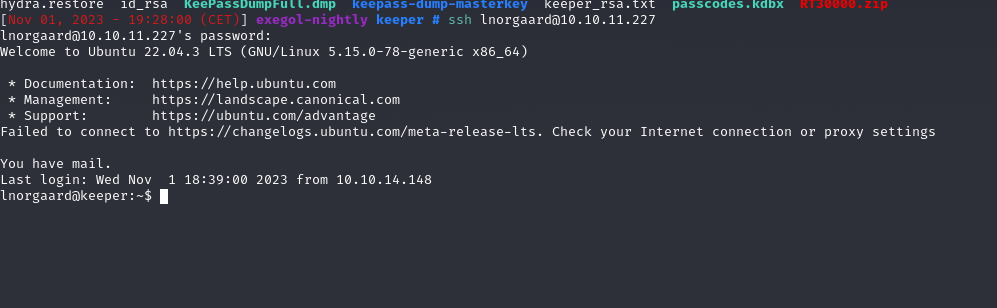 hydra.restore id_rsa KeePassDumpFull.dmp keepass-dump-masterkey keeper_rsa.txt passcodes.kdbx RT30000.zip
[Nov 01, 2023 - 19:28:00 (CET)] exegol-nightly keeper # ssh lnorgaard@10.10.11.227
lnorgaard@10.10.11.227's password:
Welcome to Ubuntu 22.04.3 LTS (GNU/Linux 5.15.0-78-generic x86_64)
* Documentation: https://help.ubuntu.com
* Management: https://landscape.canonical.com
* Support: https://ubuntu.com/advantage
Failed to connect to https://changelogs.ubuntu.com/meta-release-lts. Check your Internet connection or proxy settings
You have mail.
Last login: Wed Nov 1 18:39:00 2023 from 10.10.14.148
lnorgaard@keeper:~$